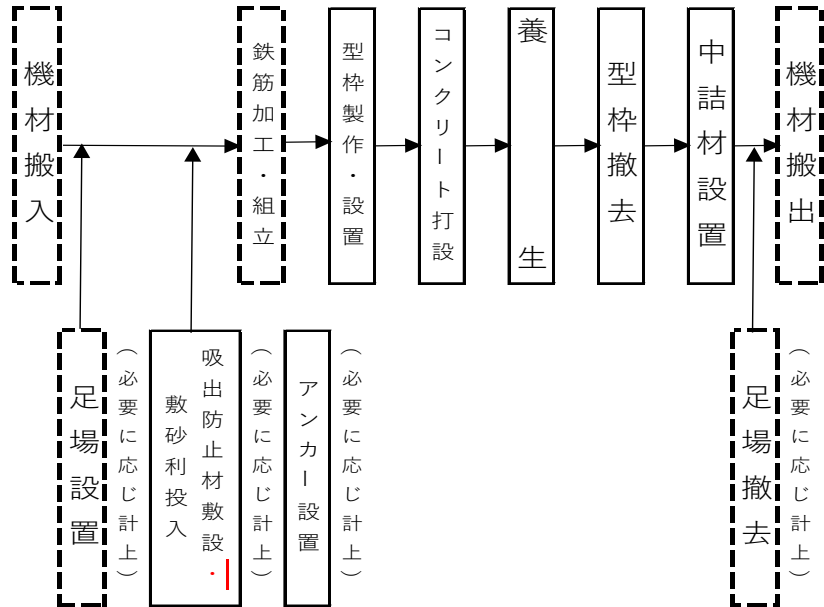 機材搬入
鉄筋加工・組立
型枠製作・設置
コンクリート打設
養生
型枠撤去
中詰材設置
機材搬出
足場設置
(必要に応じ計上)
吸出防止材敷設・
敷砂利投入
(必要に応じ計上)
アンカー設置
(必要に応じ計上)
足場撤去
(必要に応じ計上)